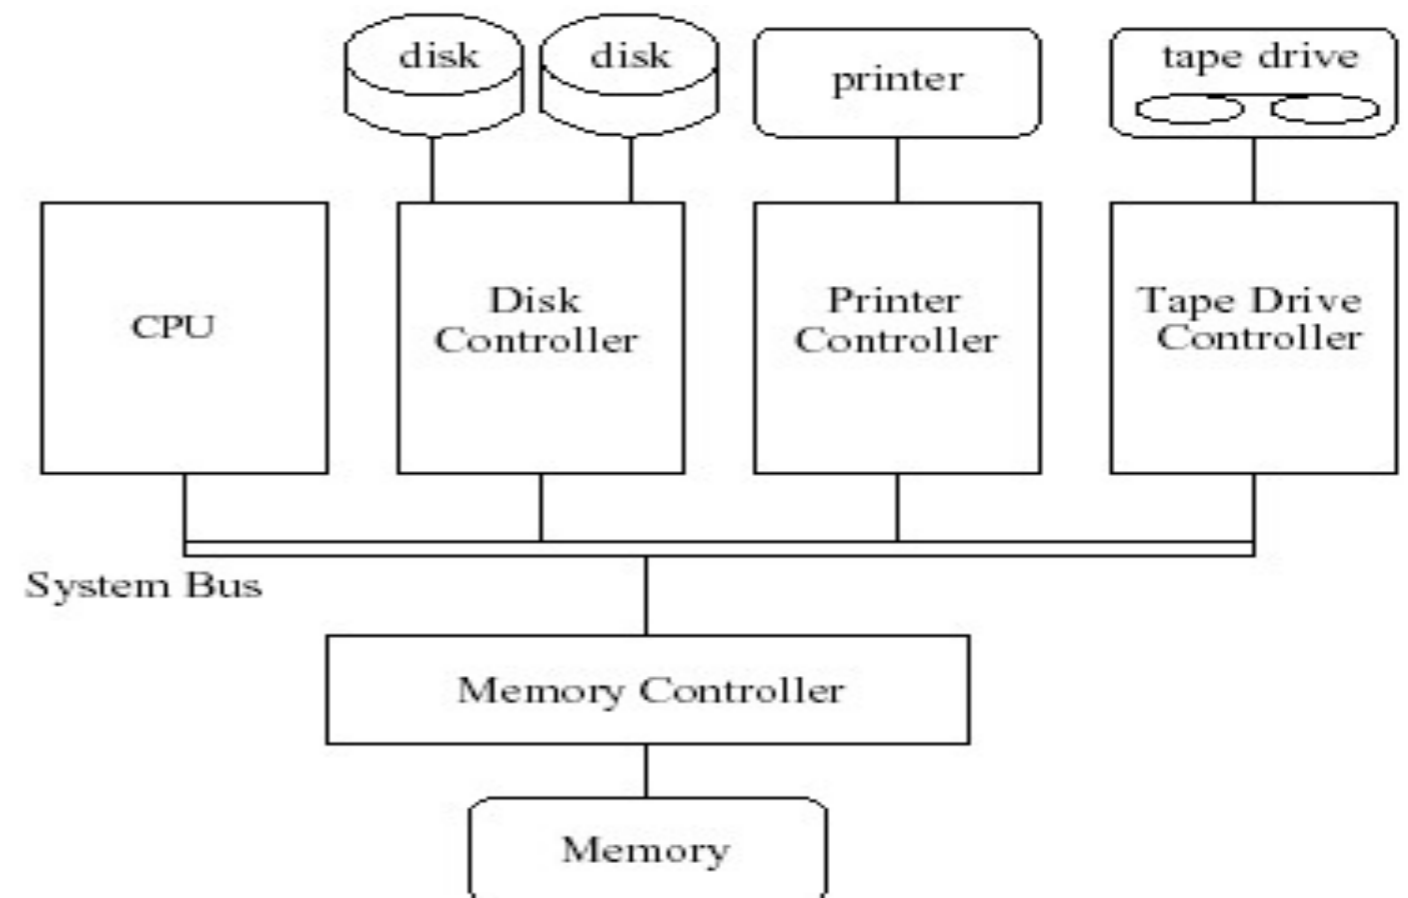 disk
disk
printer
tape drive
CPU
Disk
Controller
Printer
Controller
Tape Drive
Controller
System Bus
Memory Controller
Memory